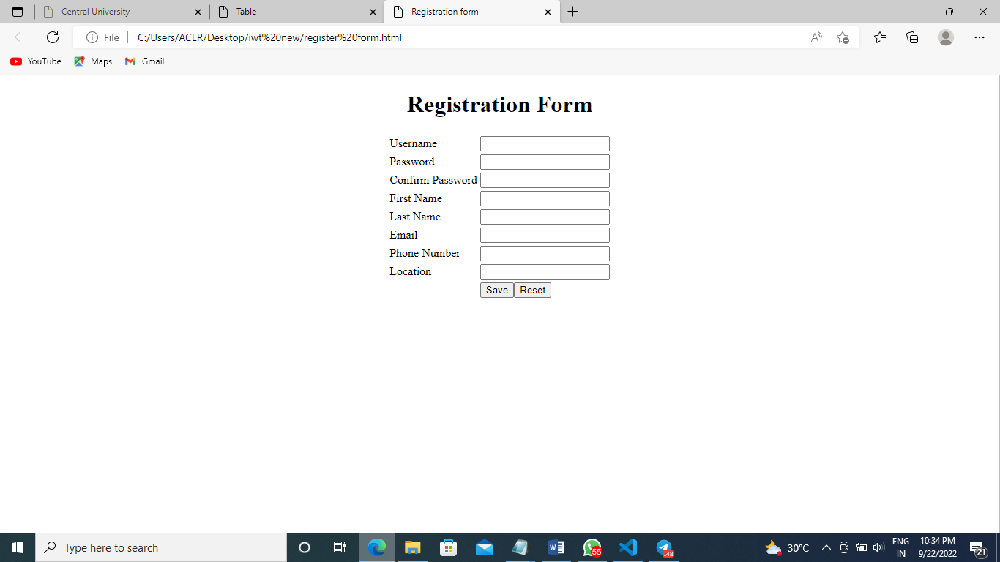 Central University
Table
Registration form
File
C:/Users/ACER/Desktop/iwt%20new/register%20form.html
YouTube
Maps
Gmail
Registration Form
Username
Password
Confirm Password
First Name
Last Name
Email
Phone Number
Location
Save Reset
Type here to search
55
.48
30°C
ENG
IN
10:34 PM
9/22/2022
21